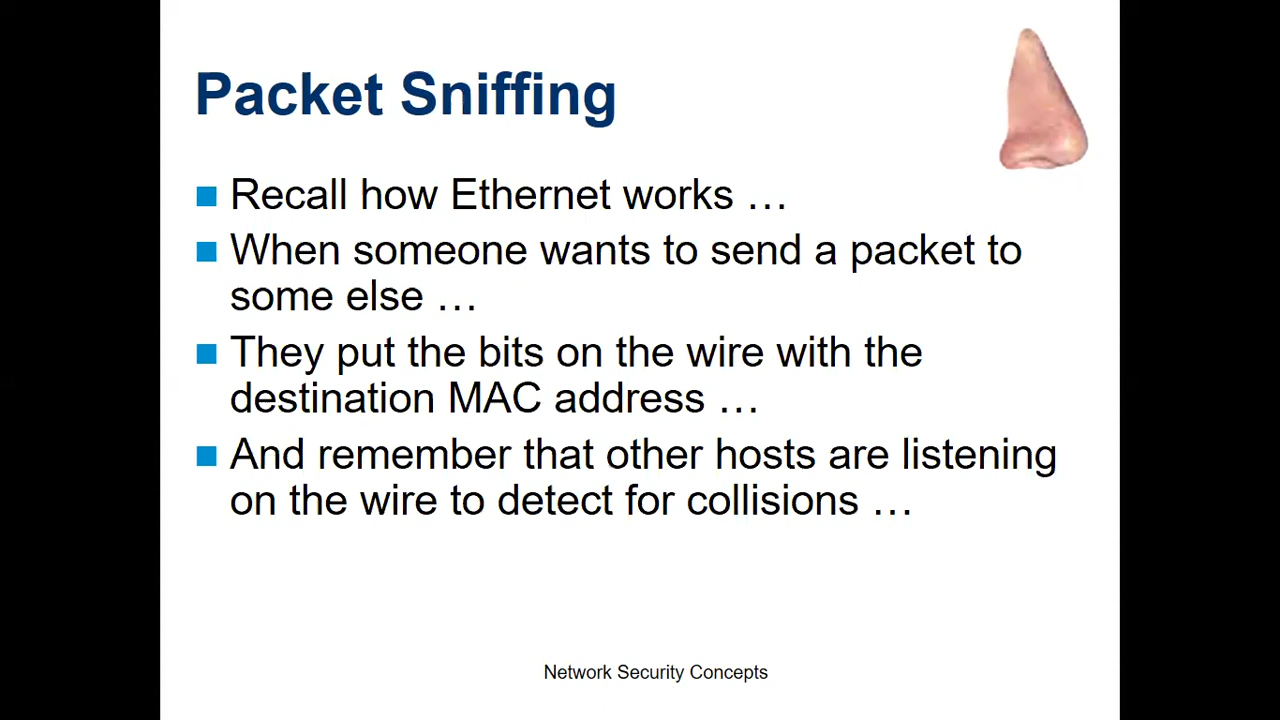 Packet Sniffing
■ Recall how Ethernet works …
■ When someone wants to send a packet to
some else …
■ They put the bits on the wire with the
destination MAC address …
■ And remember that other hosts are listening
on the wire to detect for collisions …
Network Security Concepts